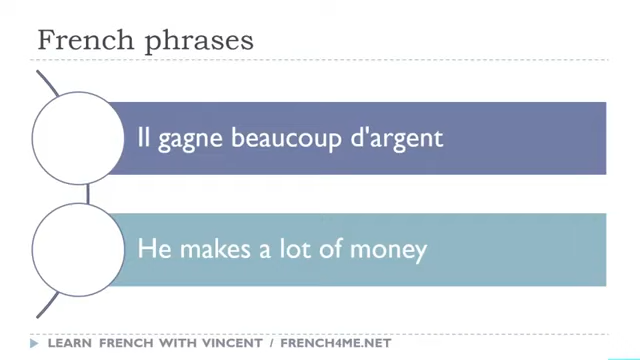 French phrases
Il gagne beaucoup d'argent
He makes a lot of money
LEARN FRENCH WITH VINCENT / FRENCH4ME.NET